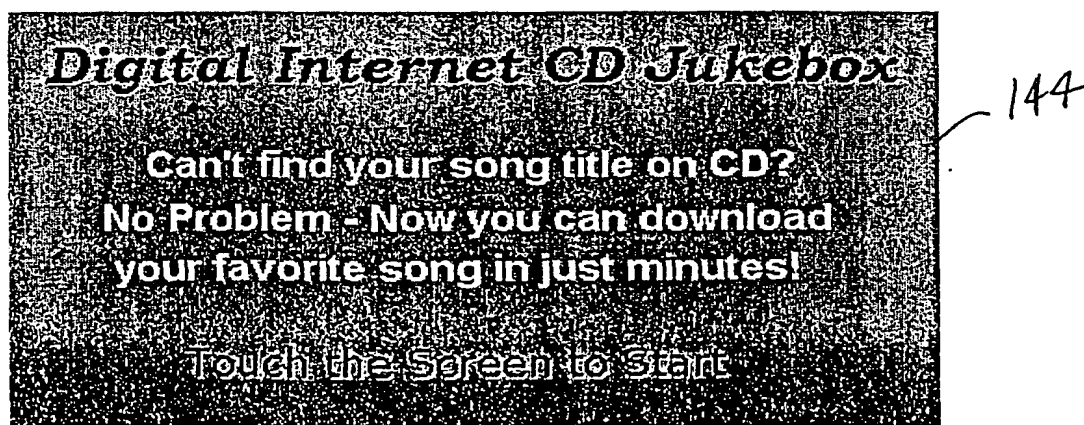 Digital Internet CD Jukebox
144
Can't find your song title on CD?
No Problem - Now you can download
your favorite song in just minutes!
Touch the Screen to Start